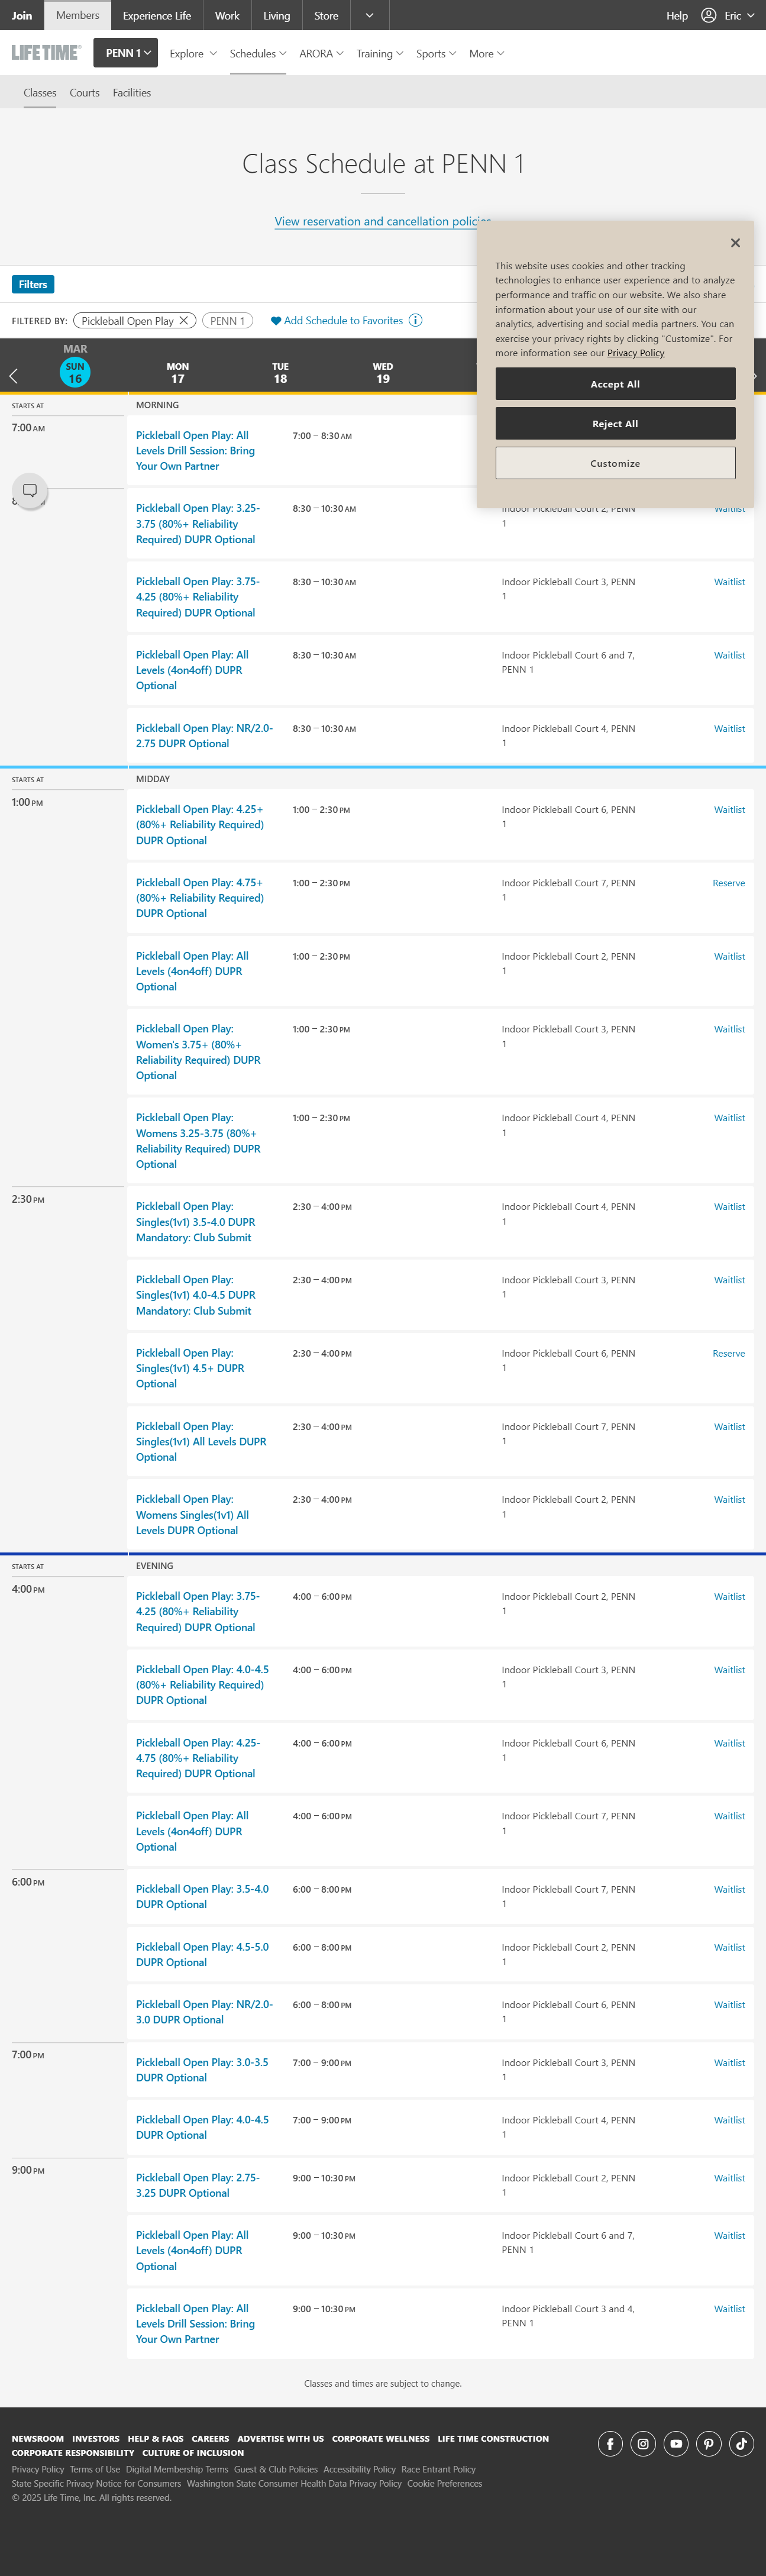 Join Members Experience Life Work Living Store Help Eric
LIFE TIME® PENN 1 Explore Schedules ARORA Training Sports More
Classes Courts Facilities
Class Schedule at PENN 1
View reservation and cancellation policies
This website uses cookies and other tracking
technologies to enhance user experience and to analyze
performance and traffic on our website. We also share
information about your use of our site with our
analytics, advertising and social media partners. You can
exercise your privacy rights by clicking "Customize". For
more information see our Privacy Policy
Accept All
Reject All
Customize
Filters
FILTERED BY: Pickleball Open Play PENN 1 Add Schedule to Favorites
MAR
SUN MON TUE WED
16 17 18 19
STARTS AT MORNING
7:00 AM
Pickleball Open Play: All 7:00 – 8:30 AM
Levels Drill Session: Bring
Your Own Partner
Pickleball Open Play: 3.25- 8:30 – 10:30 AM Indoor Pickleball Court 2, PENN Waitlist
3.75 (80%+ Reliability 1
Required) DUPR Optional
Pickleball Open Play: 3.75- 8:30 – 10:30 AM Indoor Pickleball Court 3, PENN Waitlist
4.25 (80%+ Reliability 1
Required) DUPR Optional
Pickleball Open Play: All 8:30 – 10:30 AM Indoor Pickleball Court 6 and 7, Waitlist
Levels (4on4off) DUPR PENN 1
Optional
Pickleball Open Play: NR/2.0- 8:30 – 10:30 AM Indoor Pickleball Court 4, PENN Waitlist
2.75 DUPR Optional 1
STARTS AT MIDDAY
1:00 PM
Pickleball Open Play: 4.25+ 1:00 – 2:30 PM Indoor Pickleball Court 6, PENN Waitlist
(80%+ Reliability Required) 1
DUPR Optional
Pickleball Open Play: 4.75+ 1:00 – 2:30 PM Indoor Pickleball Court 7, PENN Reserve
(80%+ Reliability Required) 1
DUPR Optional
Pickleball Open Play: All 1:00 – 2:30 PM Indoor Pickleball Court 2, PENN Waitlist
Levels (4on4off) DUPR 1
Optional
Pickleball Open Play: 1:00 – 2:30 PM Indoor Pickleball Court 3, PENN Waitlist
Women's 3.75+ (80%+ 1
Reliability Required) DUPR
Optional
Pickleball Open Play: 1:00 – 2:30 PM Indoor Pickleball Court 4, PENN Waitlist
Womens 3.25-3.75 (80%+ 1
Reliability Required) DUPR
Optional
2:30 PM
Pickleball Open Play: 2:30 – 4:00 PM Indoor Pickleball Court 4, PENN Waitlist
Singles(1v1) 3.5-4.0 DUPR 1
Mandatory: Club Submit
Pickleball Open Play: 2:30 – 4:00 PM Indoor Pickleball Court 3, PENN Waitlist
Singles(1v1) 4.0-4.5 DUPR 1
Mandatory: Club Submit
Pickleball Open Play: 2:30 – 4:00 PM Indoor Pickleball Court 6, PENN Reserve
Singles(1v1) 4.5+ DUPR 1
Optional
Pickleball Open Play: 2:30 – 4:00 PM Indoor Pickleball Court 7, PENN Waitlist
Singles(1v1) All Levels DUPR 1
Optional
Pickleball Open Play: 2:30 – 4:00 PM Indoor Pickleball Court 2, PENN Waitlist
Womens Singles(1v1) All 1
Levels DUPR Optional
STARTS AT EVENING
4:00 PM
Pickleball Open Play: 3.75- 4:00 – 6:00 PM Indoor Pickleball Court 2, PENN Waitlist
4.25 (80%+ Reliability 1
Required) DUPR Optional
Pickleball Open Play: 4.0-4.5 4:00 – 6:00 PM Indoor Pickleball Court 3, PENN Waitlist
(80%+ Reliability Required) 1
DUPR Optional
Pickleball Open Play: 4.25- 4:00 – 6:00 PM Indoor Pickleball Court 6, PENN Waitlist
4.75 (80%+ Reliability 1
Required) DUPR Optional
Pickleball Open Play: All 4:00 – 6:00 PM Indoor Pickleball Court 7, PENN Waitlist
Levels (4on4off) DUPR 1
Optional
6:00 PM
Pickleball Open Play: 3.5-4.0 6:00 – 8:00 PM Indoor Pickleball Court 7, PENN Waitlist
DUPR Optional 1
Pickleball Open Play: 4.5-5.0 6:00 – 8:00 PM Indoor Pickleball Court 2, PENN Waitlist
DUPR Optional 1
Pickleball Open Play: NR/2.0- 6:00 – 8:00 PM Indoor Pickleball Court 6, PENN Waitlist
3.0 DUPR Optional 1
7:00 PM
Pickleball Open Play: 3.0-3.5 7:00 – 9:00 PM Indoor Pickleball Court 3, PENN Waitlist
DUPR Optional 1
Pickleball Open Play: 4.0-4.5 7:00 – 9:00 PM Indoor Pickleball Court 4, PENN Waitlist
DUPR Optional 1
9:00 PM
Pickleball Open Play: 2.75- 9:00 – 10:30 PM Indoor Pickleball Court 2, PENN Waitlist
3.25 DUPR Optional 1
Pickleball Open Play: All 9:00 – 10:30 PM Indoor Pickleball Court 6 and 7, Waitlist
Levels (4on4off) DUPR PENN 1
Optional
Pickleball Open Play: All 9:00 – 10:30 PM Indoor Pickleball Court 3 and 4, Waitlist
Levels Drill Session: Bring PENN 1
Your Own Partner
Classes and times are subject to change.
NEWSROOM INVESTORS HELP & FAQS CAREERS ADVERTISE WITH US CORPORATE WELLNESS LIFE TIME CONSTRUCTION
CORPORATE RESPONSIBILITY CULTURE OF INCLUSION
Privacy Policy Terms of Use Digital Membership Terms Guest & Club Policies Accessibility Policy Race Entrant Policy
State Specific Privacy Notice for Consumers Washington State Consumer Health Data Privacy Policy Cookie Preferences
© 2025 Life Time, Inc. All rights reserved.